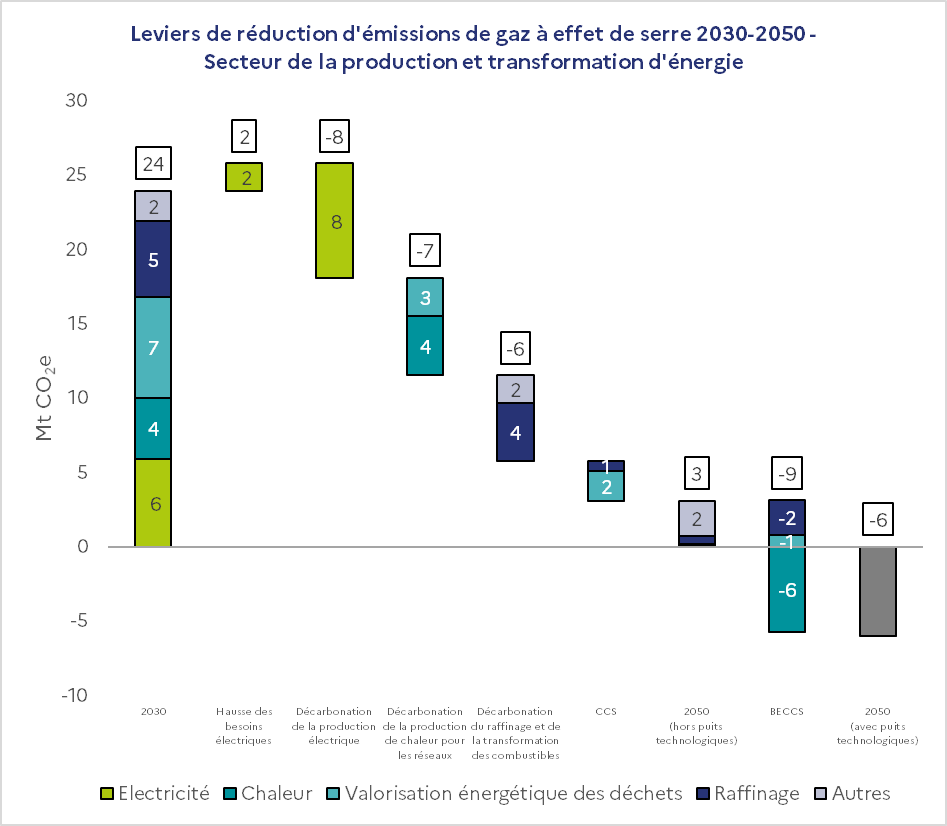 Leviers de réduction d'émissions de gaz à effet de serre 2030-2050 -
Secteur de la production et transformation d'énergie
Mt CO₂e
30
25
20
15
10
5
0
-5
-10
24
2
5
7
4
6
2
2
-8
8
-7
3
4
-6
2
4
1
2
3
2
-9
-2
-1
-6
-6
2030
Hausse des
besoins
électriques
Décarbonation
de la production
électrique
Décarbonation
de la production
de chaleur pour
les réseaux
Décarbonation
du raffinage et de
la transformation
des combustibles
CCS
2050
(hors puits
technologiques)
BECCS
2050
(avec puits
technologiques)
Electricité Chaleur Valorisation énergétique des déchets Raffinage Autres